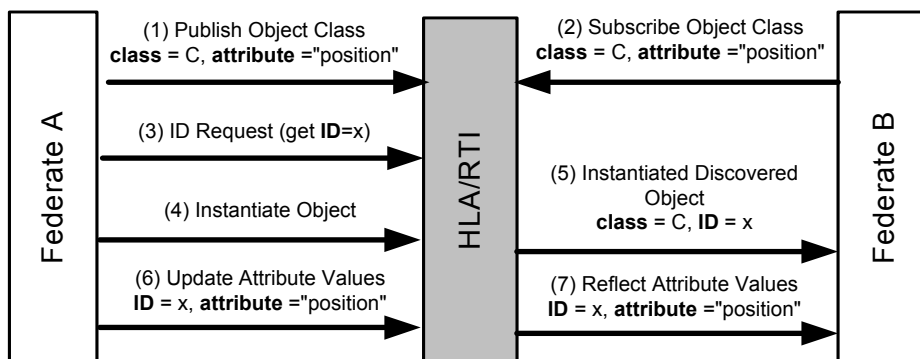 Federate A
(1) Publish Object Class
class = C, attribute ="position"
(3) ID Request (get ID=x)
(4) Instantiate Object
(6) Update Attribute Values
ID = x, attribute ="position"
HLA/RTI
(2) Subscribe Object Class
class = C, attribute ="position"
(5) Instantiated Discovered
Object
class = C, ID = x
(7) Reflect Attribute Values
ID = x, attribute ="position"
Federate B